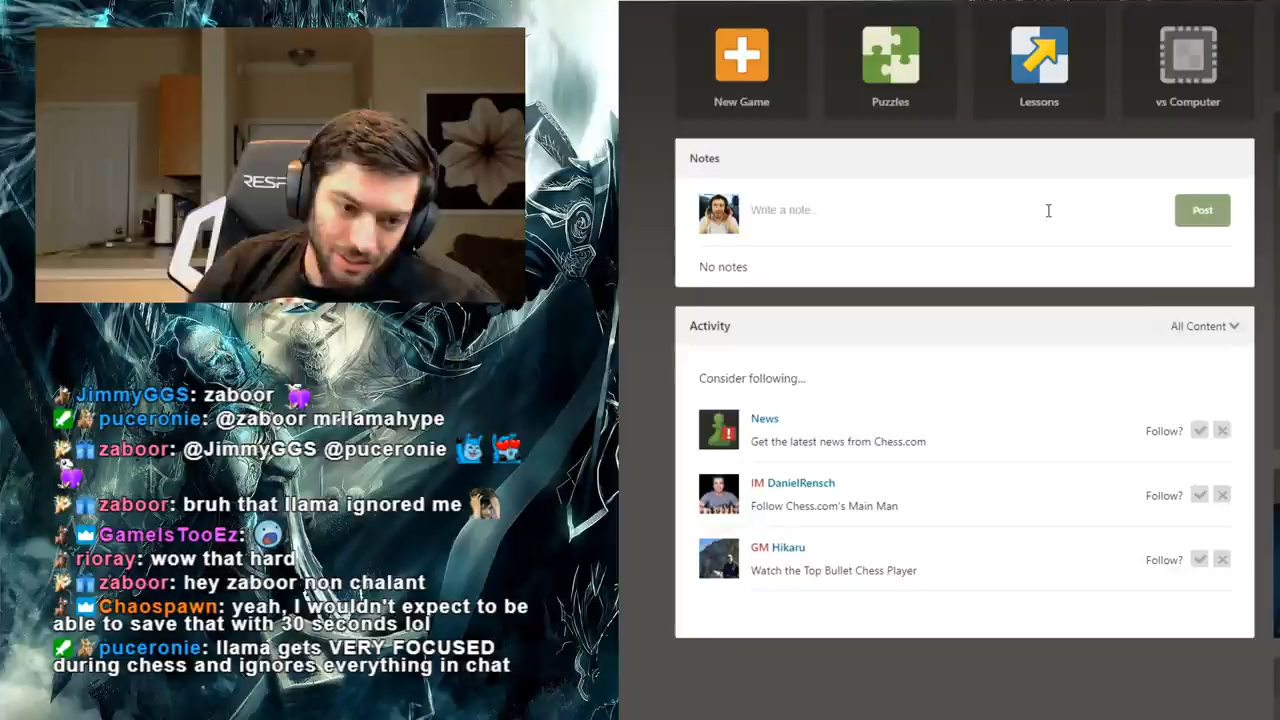 New Game
Puzzles
Lessons
vs Computer
Notes
Write a note...
Post
No notes
Activity
All Content
Consider following...
News
Get the latest news from Chess.com
Follow?
IM DanielRensch
Follow Chess.com's Main Man
Follow?
GM Hikaru
Watch the Top Bullet Chess Player
Follow?
RESP
JimmyGGS: zaboor
puceronie: @zaboor mrllamahype
zaboor: @JimmyGGS @puceronie
zaboor: bruh that llama ignored me
GameIsTooEz:
rioray: wow that hard
zaboor: hey zaboor non chalant
Chaospawn: yeah, I wouldn't expect to be
able to save that with 30 seconds lol
puceronie: llama gets VERY FOCUSED
during chess and ignores everything in chat